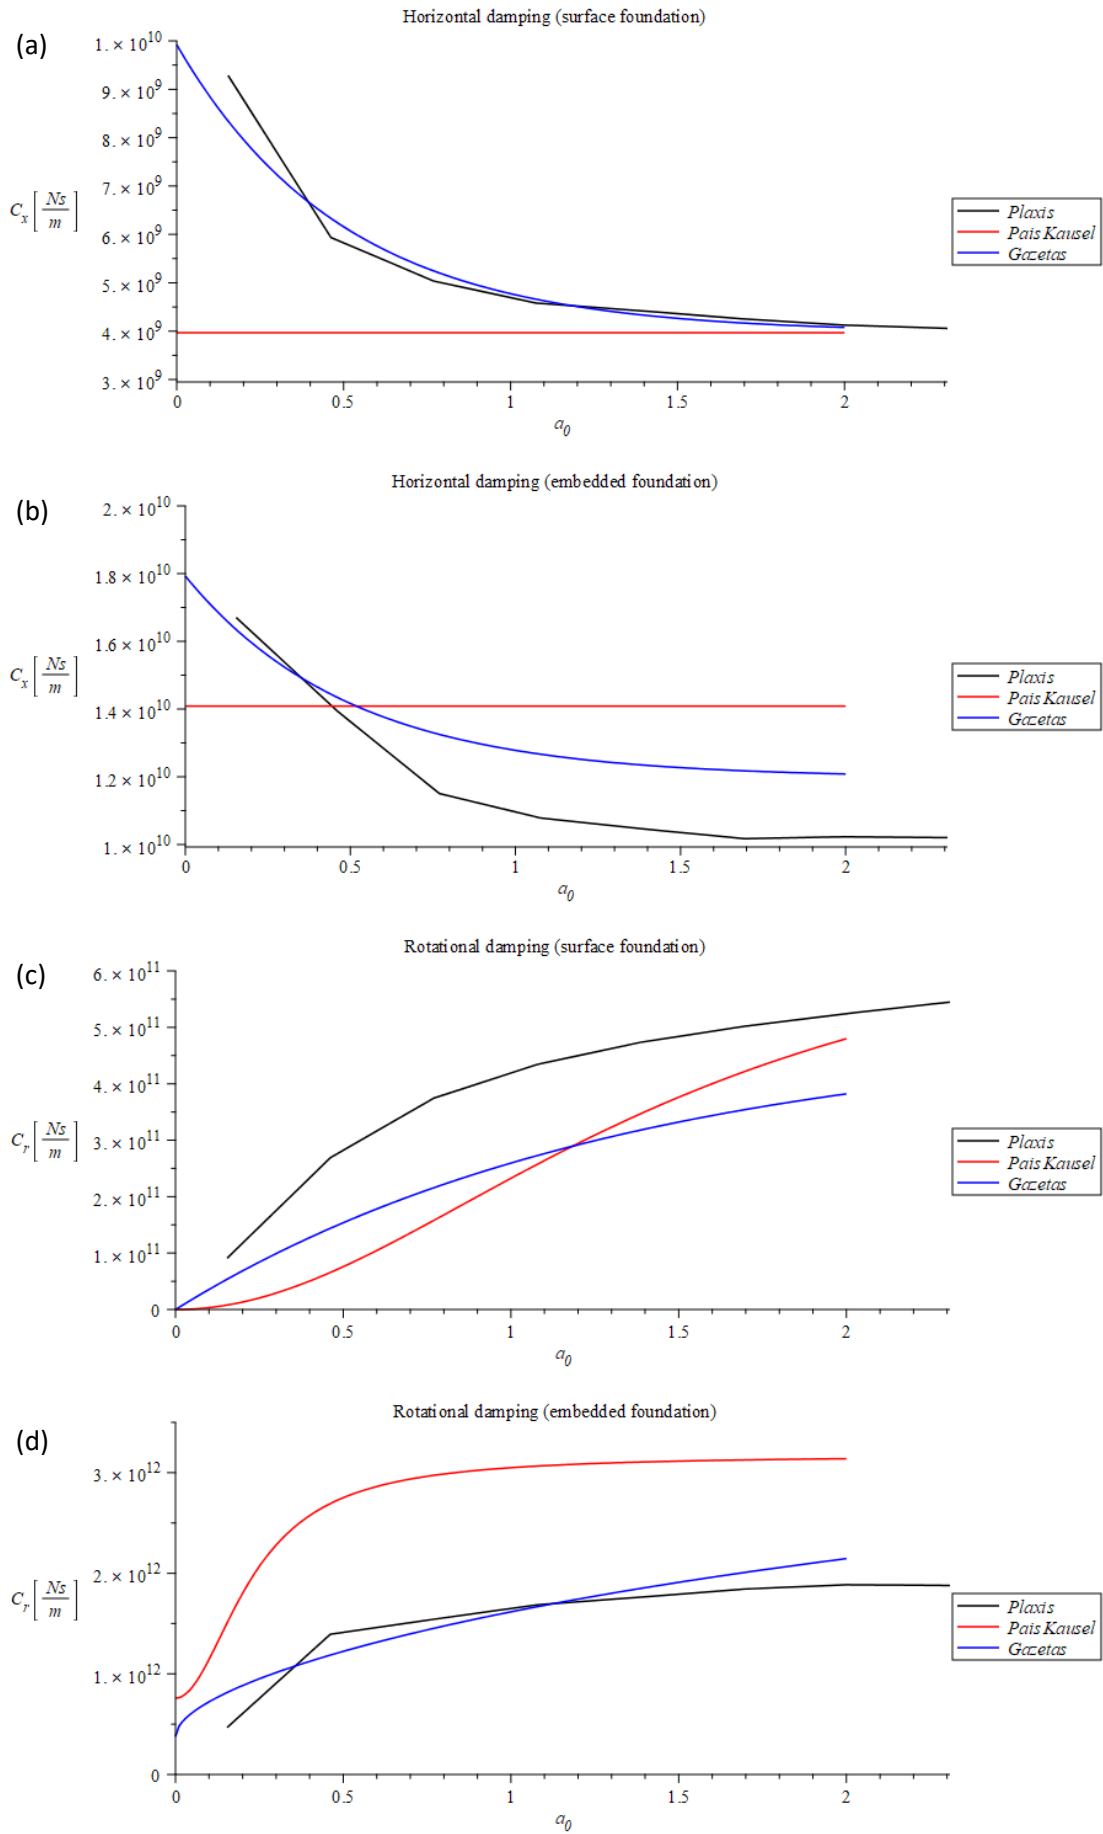 Horizontal damping (surface foundation)
(a)
1. × 10^10
9. × 10^9
8. × 10^9
7. × 10^9
C_x [Ns/m]
6. × 10^9
5. × 10^9
4. × 10^9
3. × 10^9
0 0.5 1 1.5 2
a_0
Plaxis
Pais Kausel
Gazetas
Horizontal damping (embedded foundation)
(b)
2. × 10^10
1.8 × 10^10
1.6 × 10^10
C_x [Ns/m]
1.4 × 10^10
1.2 × 10^10
1. × 10^10
0 0.5 1 1.5 2
a_0
Plaxis
Pais Kausel
Gazetas
Rotational damping (surface foundation)
(c)
6. × 10^11
5. × 10^11
4. × 10^11
C_r [Ns/m]
3. × 10^11
2. × 10^11
1. × 10^11
0
0 0.5 1 1.5 2
a_0
Plaxis
Pais Kausel
Gazetas
Rotational damping (embedded foundation)
(d)
3. × 10^12
2. × 10^12
C_r [Ns/m]
1. × 10^12
0
0 0.5 1 1.5 2
a_0
Plaxis
Pais Kausel
Gazetas